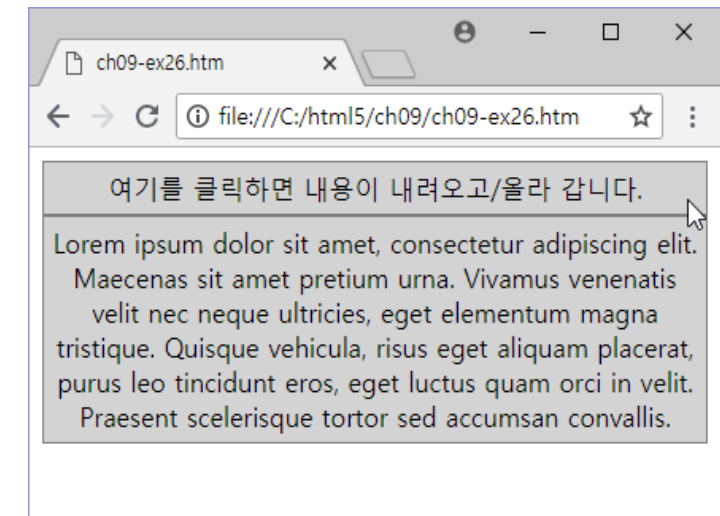 ch09-ex26.htm
file:///C:/html5/ch09/ch09-ex26.htm
여기를 클릭하면 내용이 내려오고/올라 갑니다.
Lorem ipsum dolor sit amet, consectetur adipiscing elit.
Maecenas sit amet pretium urna. Vivamus venenatis
velit nec neque ultricies, eget elementum magna
tristique. Quisque vehicula, risus eget aliquam placerat,
purus leo tincidunt eros, eget luctus quam orci in velit.
Praesent scelerisque tortor sed accumsan convallis.